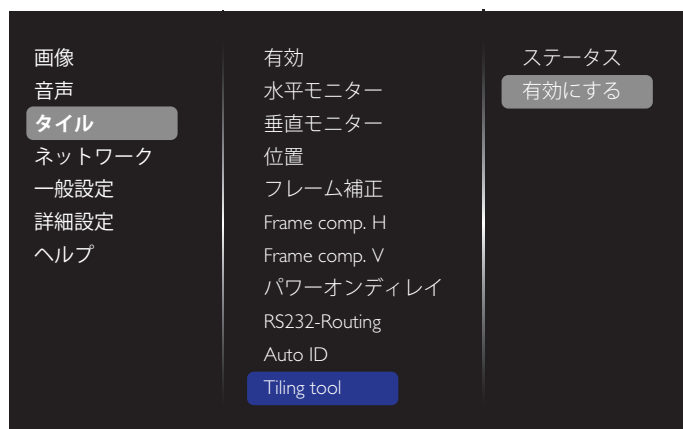 画像
音声
タイル
ネットワーク
一般設定
詳細設定
ヘルプ
有効
水平モニター
垂直モニター
位置
フレーム補正
Frame comp. H
Frame comp. V
パワーオンディレイ
RS232-Routing
Auto ID
Tiling tool
ステータス
有効にする